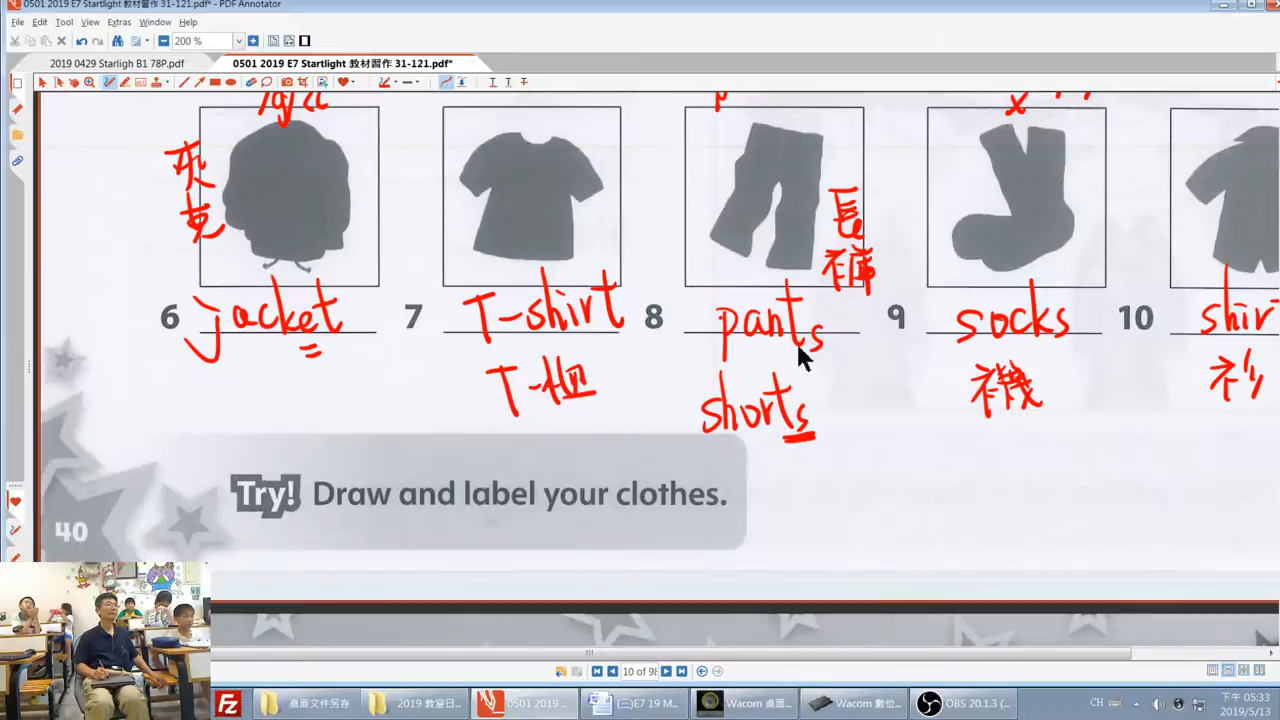 0501 2019 E7 Startlight 教材習作 31-121.pdf* - PDF Annotator
File Edit Tool View Extras Window Help
200 %
2019 0429 Starligh B1 78P.pdf
0501 2019 E7 Startlight 教材習作 31-121.pdf*
夾克
長褲
6 jacket 7 T-shirt 8 pants 9 socks 10 shir
T-恤 shorts 襪 衫
Try! Draw and label your clothes.
40
10 of 98
桌面文件另存 2019 教室日... 0501 2019 ... (三)E7 19 M... Wacom 桌面... Wacom 數位... OBS 20.1.3 (... CH 下午 05:33
2019/5/13